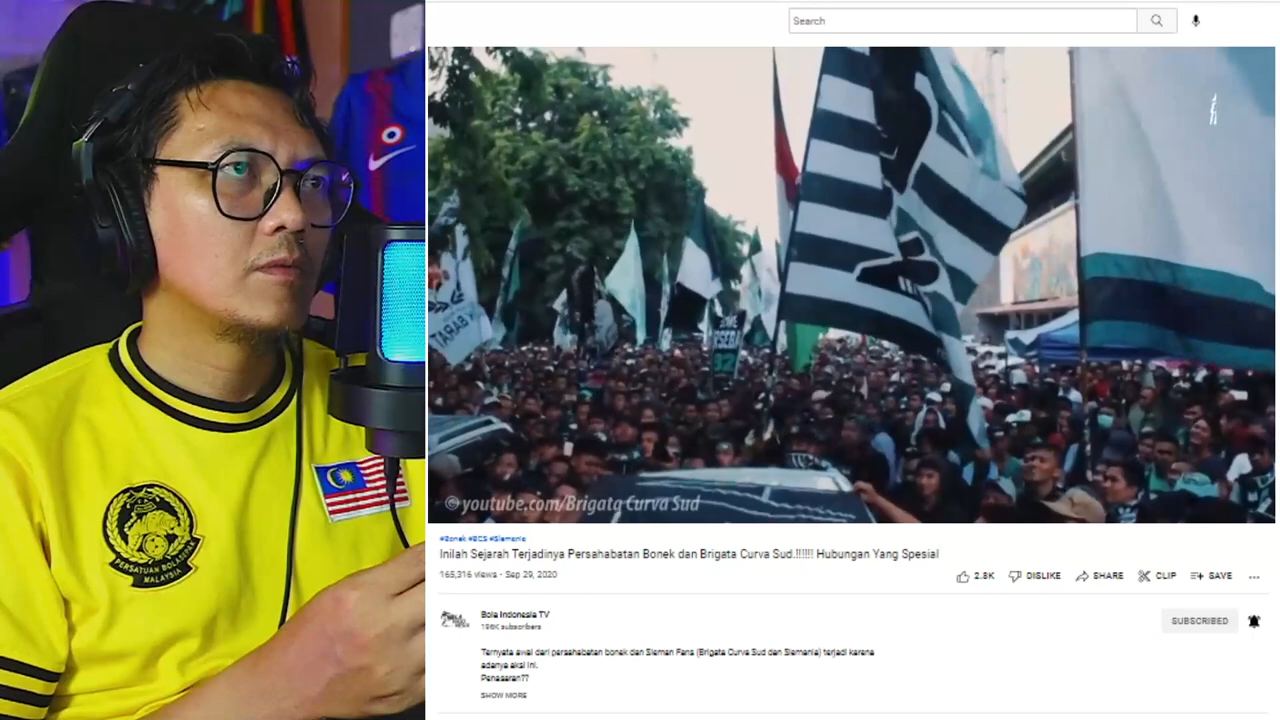 Search
© youtube.com/Brigata Curva Sud
#Bonek #BCS #Slemania
Inilah Sejarah Terjadinya Persahabatan Bonek dan Brigata Curva Sud.!!!!!! Hubungan Yang Spesial
165,316 views • Sep 29, 2020
2.8K
DISLIKE
SHARE
CLIP
SAVE
Bola Indonesia TV
196K subscribers
SUBSCRIBED
Ternyata awal dari persahabatan bonek dan Sleman Fans (Brigata Curva Sud dan Slemania) terjadi karena
adanya aksi ini.
Penasaran??
SHOW MORE
PERSATUAN BOLASEPAK
MALAYSIA